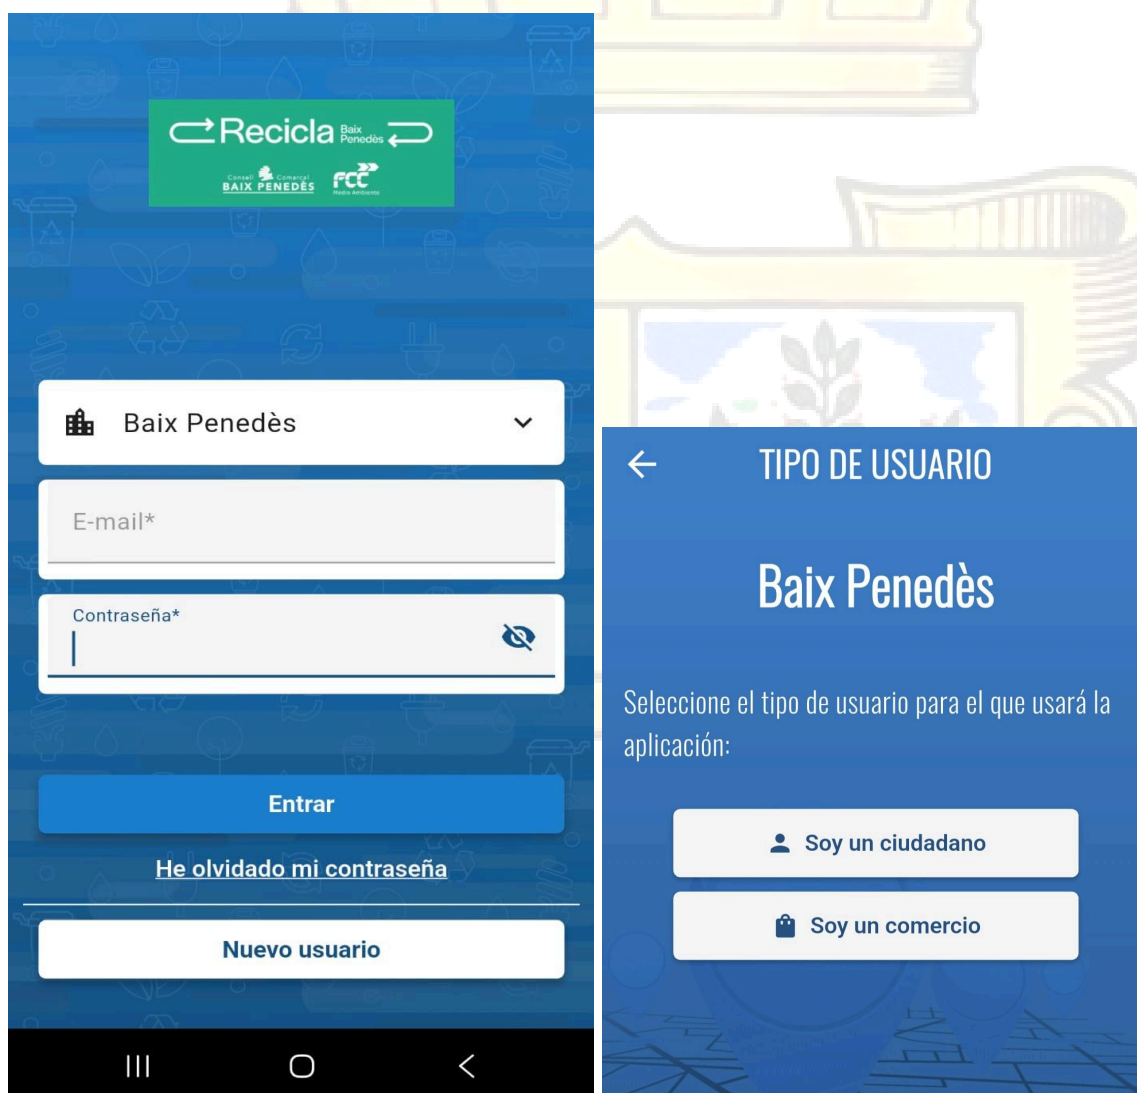 Recicla Baix Penedès
Consell Comarcal
BAIX PENEDÈS
FCC
Medio Ambiente
Baix Penedès
E-mail*
Contraseña*
Entrar
He olvidado mi contraseña
Nuevo usuario
TIPO DE USUARIO
Baix Penedès
Seleccione el tipo de usuario para el que usará la
aplicación:
Soy un ciudadano
Soy un comercio